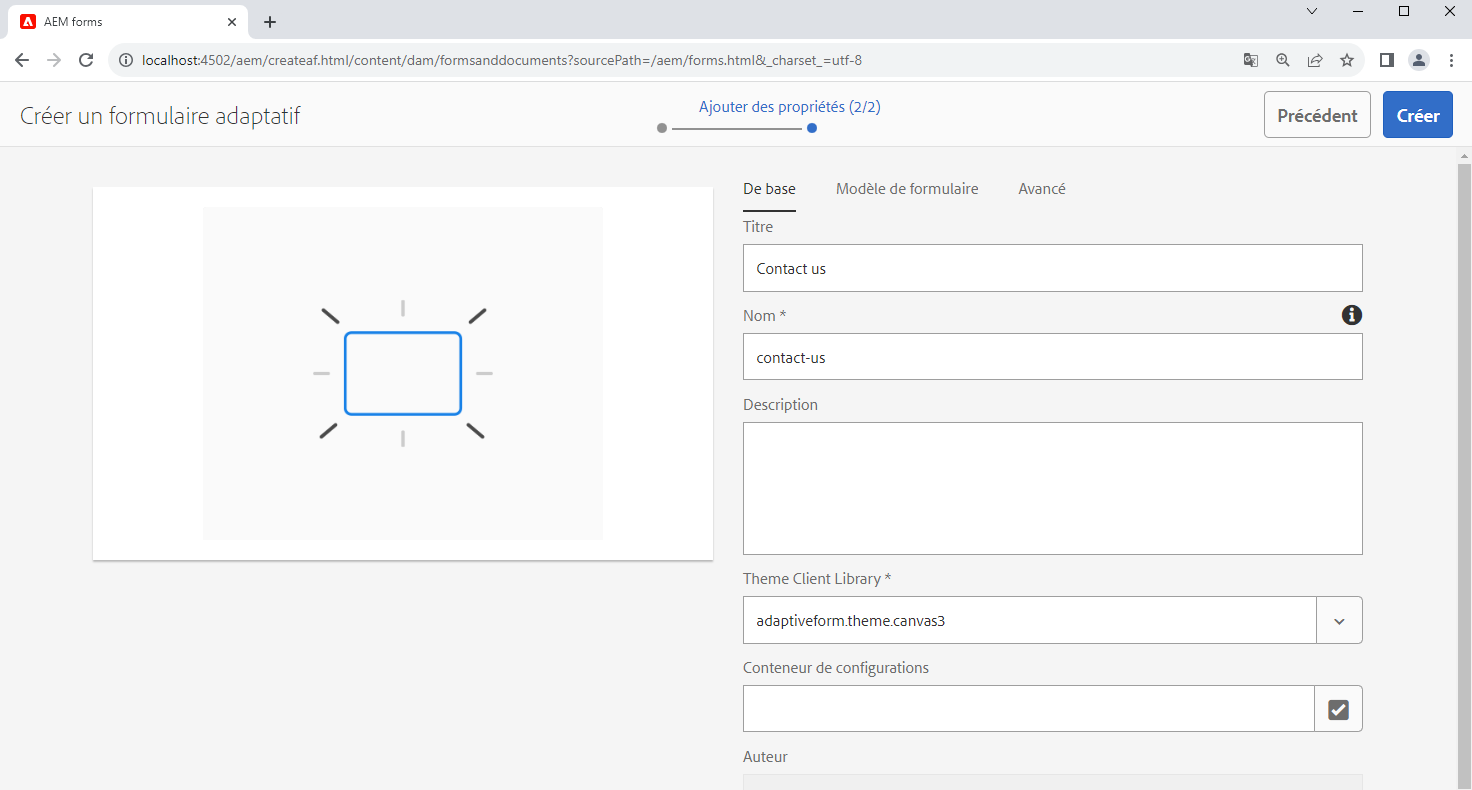 AEM forms
localhost:4502/aem/createaf.html/content/dam/formsanddocuments?sourcePath=/aem/forms.html&_charset_=utf-8
Créer un formulaire adaptatif
Ajouter des propriétés (2/2)
Précédent
Créer
De base
Modèle de formulaire
Avancé
Titre
Contact us
Nom *
contact-us
Description
Theme Client Library *
adaptiveform.theme.canvas3
Conteneur de configurations
Auteur